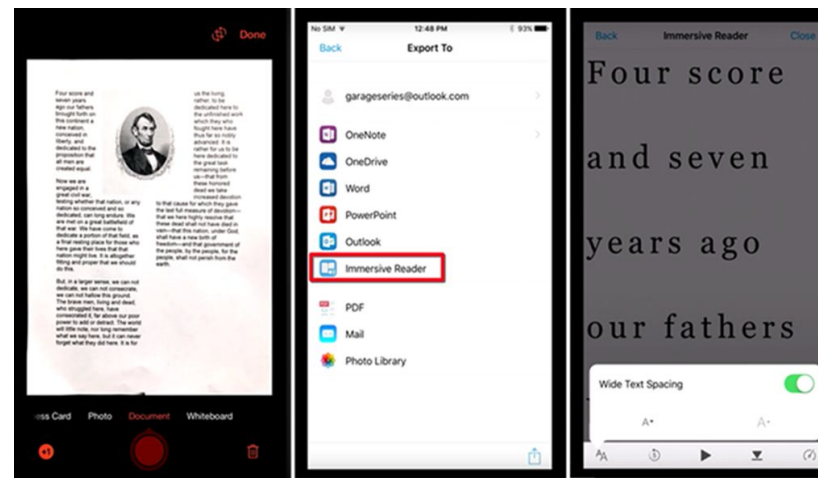 Done
Four score and
seven years
ago our fathers
brought forth on
this continent a
new nation,
conceived in
liberty, and
dedicated to the
proposition that
all men are
created equal.
Now we are
engaged in a
great civil war,
testing whether that nation, or any
nation so conceived and so
dedicated, can long endure. We
are met on a great battlefield of
that war. We have come to
dedicate a portion of that field, as
a final resting place for those who
here gave their lives that that
nation might live. It is altogether
fitting and proper that we should
do this.
But, in a larger sense, we can not
dedicate, we can not consecrate,
we can not hallow this ground.
The brave men, living and dead,
who struggled here, have
consecrated it, far above our poor
power to add or detract. The world
will little note, nor long remember
what we say here, but it can never
forget what they did here. It is for
us the living,
rather, to be
dedicated here to
the unfinished work
which they who
fought here have
thus far so nobly
advanced. It is
rather for us to be
here dedicated to
the great task
remaining before
us—that from
these honored
dead we take
increased devotion
to that cause for which they gave
the last full measure of devotion—
that we here highly resolve that
these dead shall not have died in
vain—that this nation, under God,
shall have a new birth of
freedom—and that government of
the people, by the people, for the
people, shall not perish from the
earth.
ess Card Photo Document Whiteboard
+1
No SIM 12:48 PM 93%
Back Export To
garageseries@outlook.com
OneNote
OneDrive
Word
PowerPoint
Outlook
Immersive Reader
PDF
Mail
Photo Library
Back Immersive Reader Close
Four score
and seven
years ago
our fathers
Wide Text Spacing
A A
AA